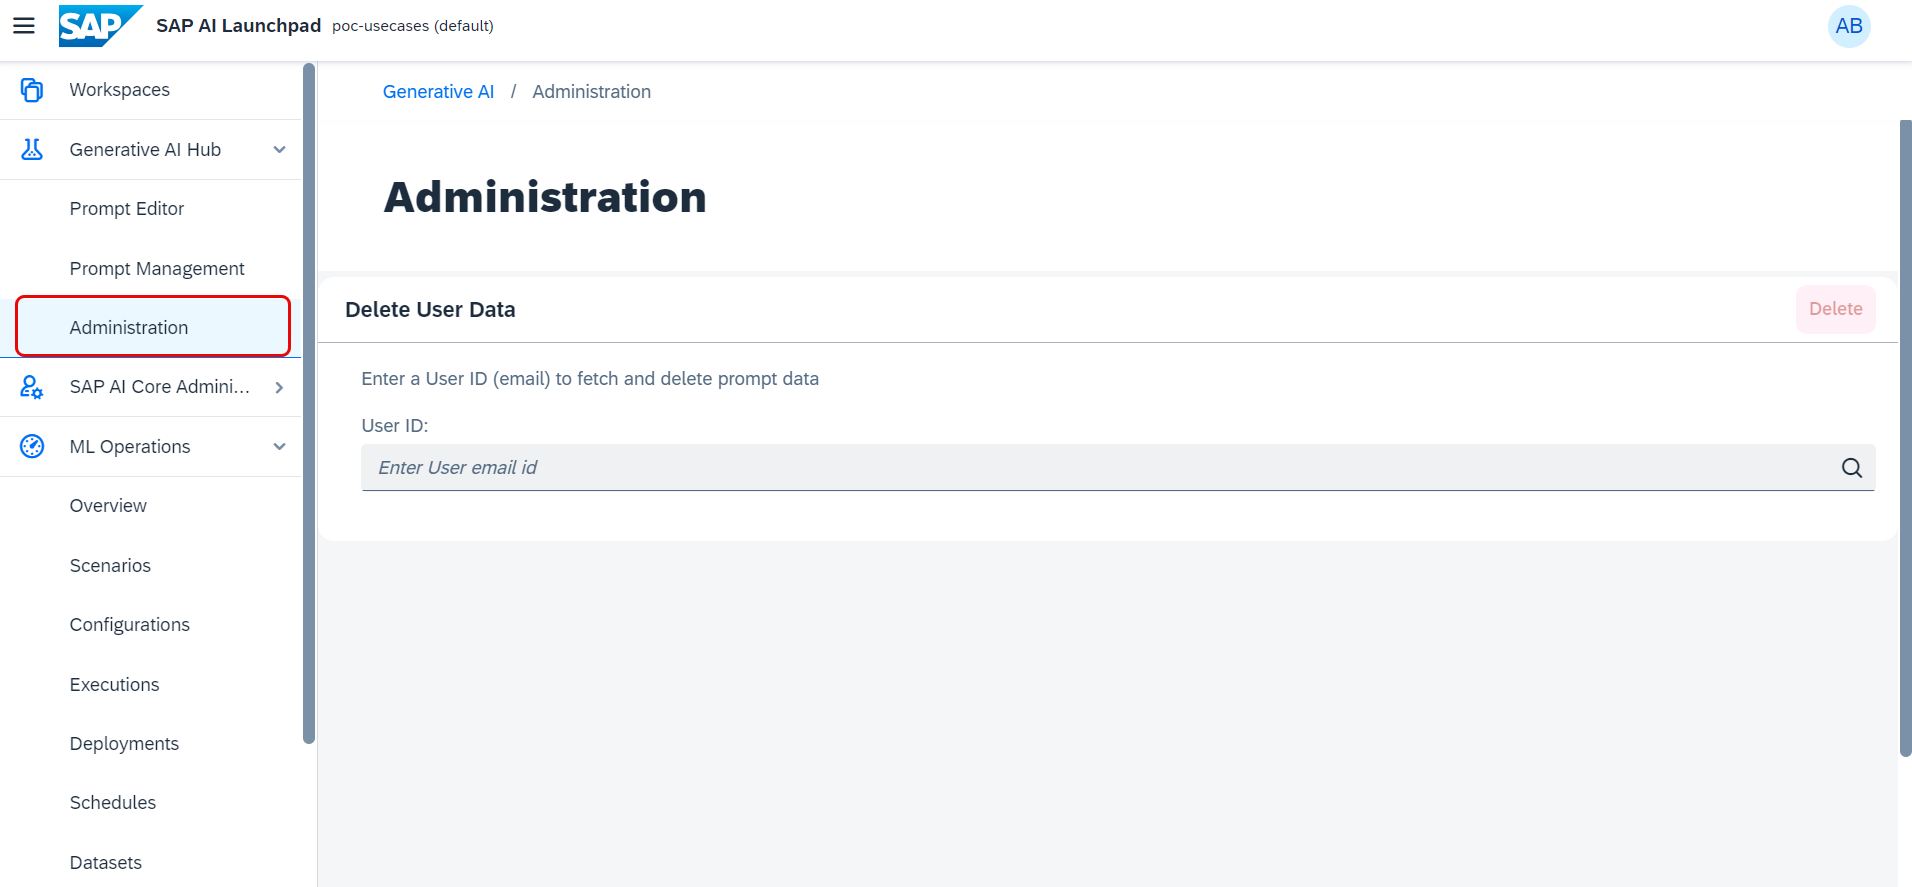 SAP SAP AI Launchpad poc-usecases (default) AB
Workspaces
Generative AI Hub
Prompt Editor
Prompt Management
Administration
SAP AI Core Admini...
ML Operations
Overview
Scenarios
Configurations
Executions
Deployments
Schedules
Datasets
Generative AI / Administration
Administration
Delete User Data Delete
Enter a User ID (email) to fetch and delete prompt data
User ID:
Enter User email id